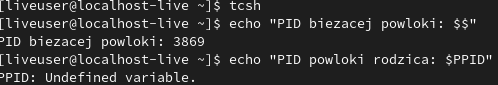 [liveuser@localhost-live ~]$ tcsh
[liveuser@localhost-live ~]$ echo "PID biezacej powloki: $$"
PID biezacej powloki: 3869
[liveuser@localhost-live ~]$ echo "PID powloki rodzica: $PPID"
PPID: Undefined variable.